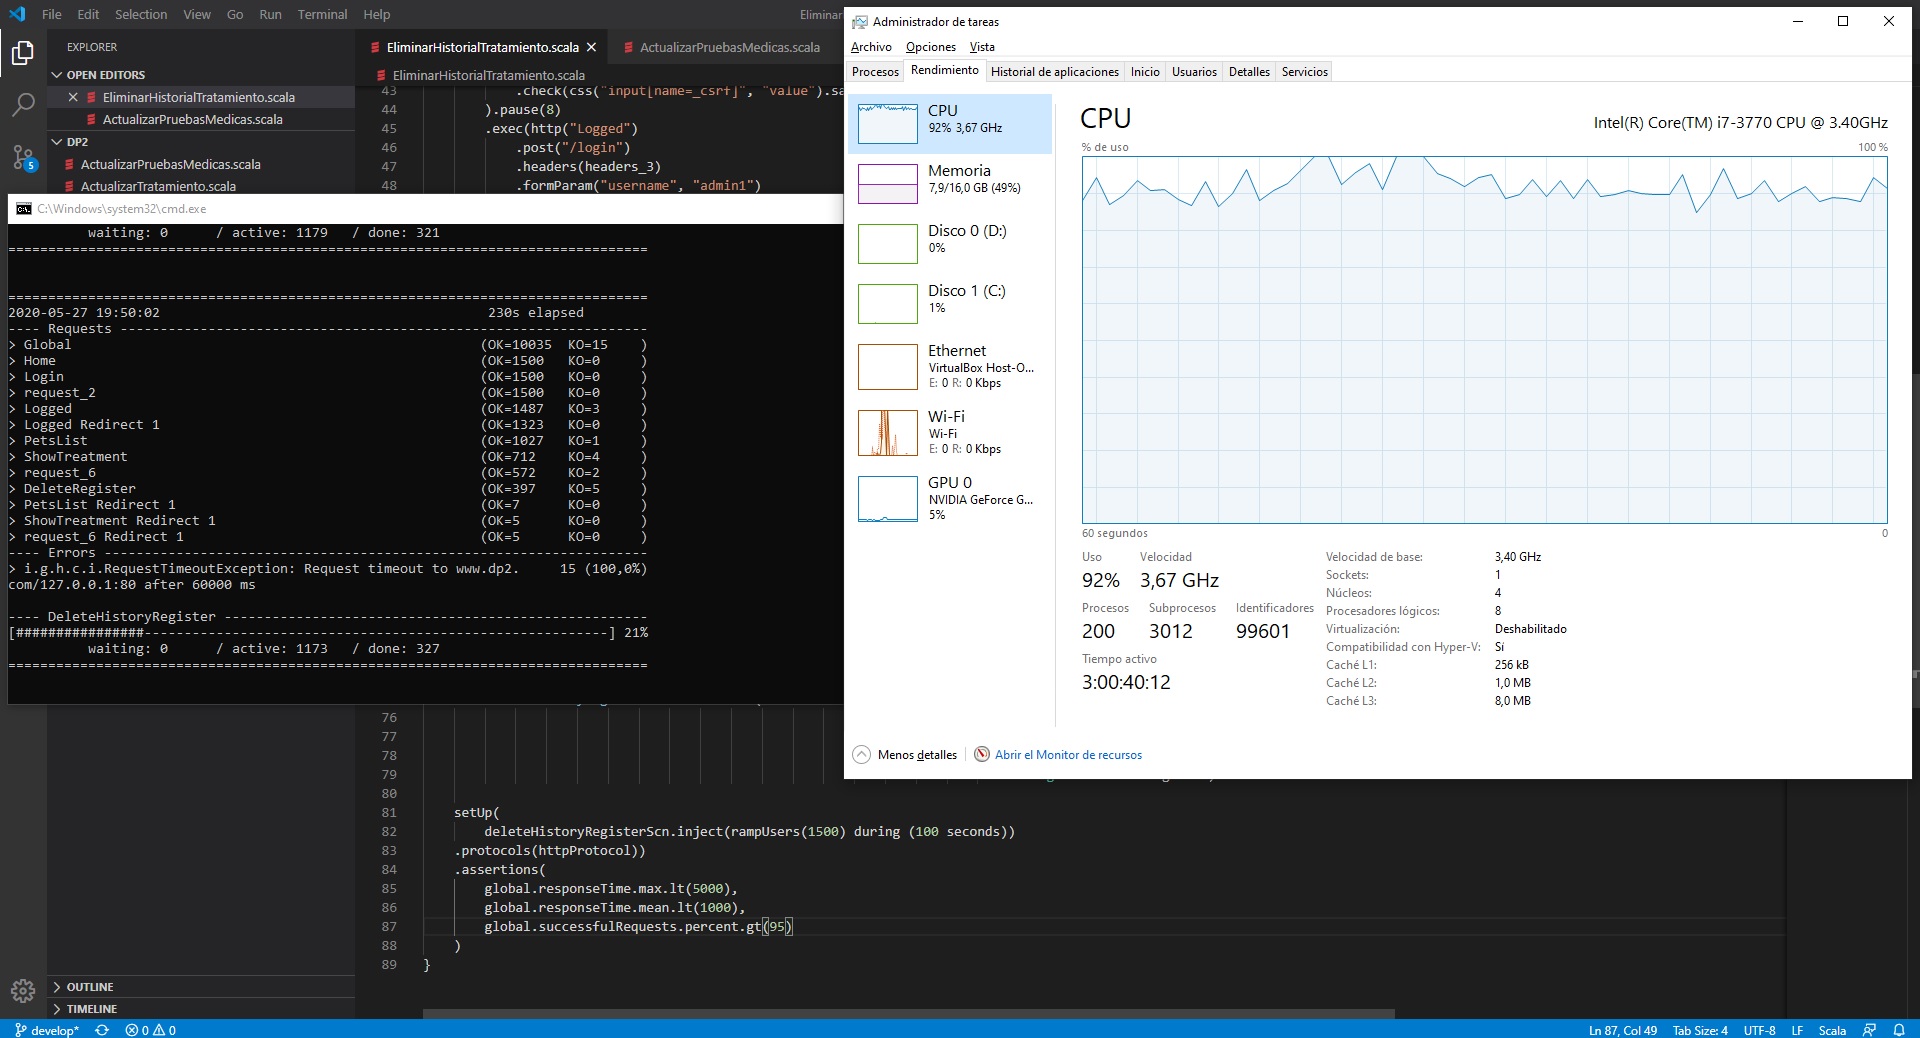 File Edit Selection View Go Run Terminal Help
Eliminar
EXPLORER
OPEN EDITORS
EliminarHistorialTratamiento.scala
ActualizarPruebasMedicas.scala
DP2
ActualizarPruebasMedicas.scala
ActualizarTratamiento.scala
5
EliminarHistorialTratamiento.scala
ActualizarPruebasMedicas.scala
EliminarHistorialTratamiento.scala
43 .check(css("input[name=_csrf]", "value").sa
44 ).pause(8)
45 .exec(http("Logged")
46 .post("/login")
47 .headers(headers_3)
48 .formParam("username", "admin1")
C:\Windows\system32\cmd.exe
waiting: 0 / active: 1179 / done: 321
================================================================================
================================================================================
2020-05-27 19:50:02 230s elapsed
---- Requests ------------------------------------------------------------------
> Global (OK=10035 KO=15 )
> Home (OK=1500 KO=0 )
> Login (OK=1500 KO=0 )
> request_2 (OK=1500 KO=0 )
> Logged (OK=1487 KO=3 )
> Logged Redirect 1 (OK=1323 KO=0 )
> PetsList (OK=1027 KO=1 )
> ShowTreatment (OK=712 KO=4 )
> request_6 (OK=572 KO=2 )
> DeleteRegister (OK=397 KO=5 )
> PetsList Redirect 1 (OK=7 KO=0 )
> ShowTreatment Redirect 1 (OK=5 KO=0 )
> request_6 Redirect 1 (OK=5 KO=0 )
---- Errors --------------------------------------------------------------------
> i.g.h.c.i.RequestTimeoutException: Request timeout to www.dp2. 15 (100,0%)
com/127.0.0.1:80 after 60000 ms
---- DeleteHistoryRegister -----------------------------------------------------
[################----------------------------------------------------------] 21%
waiting: 0 / active: 1173 / done: 327
================================================================================
76
77
78
79
80
81 setUp(
82 deleteHistoryRegisterScn.inject(rampUsers(1500) during (100 seconds))
83 .protocols(httpProtocol))
84 .assertions(
85 global.responseTime.max.lt(5000),
86 global.responseTime.mean.lt(1000),
87 global.successfulRequests.percent.gt(95)
88 )
89 }
OUTLINE
TIMELINE
develop* 0 0
Ln 87, Col 49 Tab Size: 4 UTF-8 LF Scala
Administrador de tareas
Archivo Opciones Vista
Procesos Rendimiento Historial de aplicaciones Inicio Usuarios Detalles Servicios
CPU
92% 3,67 GHz
Memoria
7,9/16,0 GB (49%)
Disco 0 (D:)
0%
Disco 1 (C:)
1%
Ethernet
VirtualBox Host-O...
E: 0 R: 0 Kbps
Wi-Fi
Wi-Fi
E: 0 R: 0 Kbps
GPU 0
NVIDIA GeForce G...
5%
CPU
Intel(R) Core(TM) i7-3770 CPU @ 3.40GHz
% de uso 100 %
60 segundos 0
Uso Velocidad
92% 3,67 GHz
Procesos Subprocesos Identificadores
200 3012 99601
Tiempo activo
3:00:40:12
Velocidad de base: 3,40 GHz
Sockets: 1
Núcleos: 4
Procesadores lógicos: 8
Virtualización: Deshabilitado
Compatibilidad con Hyper-V: Sí
Caché L1: 256 kB
Caché L2: 1,0 MB
Caché L3: 8,0 MB
Menos detalles Abrir el Monitor de recursos